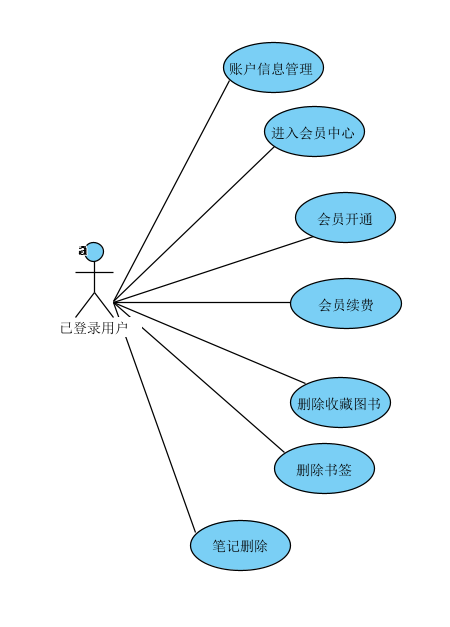 账户信息管理
进入会员中心
会员开通
a
会员续费
已登录用户
删除收藏图书
删除书签
笔记删除